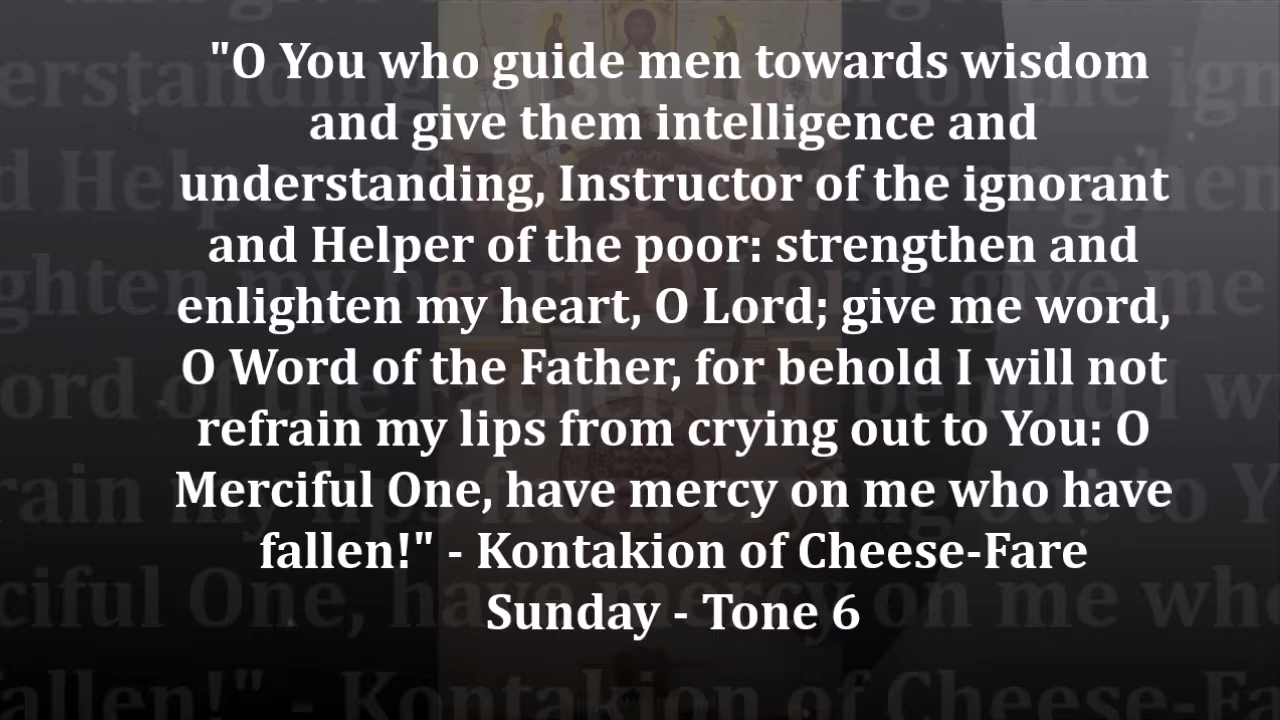 "O You who guide men towards wisdom
and give them intelligence and
understanding, Instructor of the ignorant
and Helper of the poor: strengthen and
enlighten my heart, O Lord; give me word,
O Word of the Father, for behold I will not
refrain my lips from crying out to You: O
Merciful One, have mercy on me who have
fallen!" - Kontakion of Cheese-Fare
Sunday - Tone 6